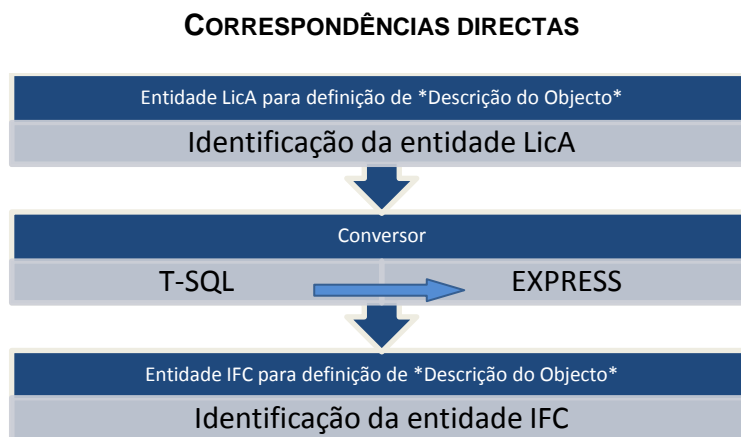 CORRESPONDÊNCIAS DIRECTAS
Entidade LicA para definição de *Descrição do Objecto*
Identificação da entidade LicA
Conversor
T-SQL EXPRESS
Entidade IFC para definição de *Descrição do Objecto*
Identificação da entidade IFC